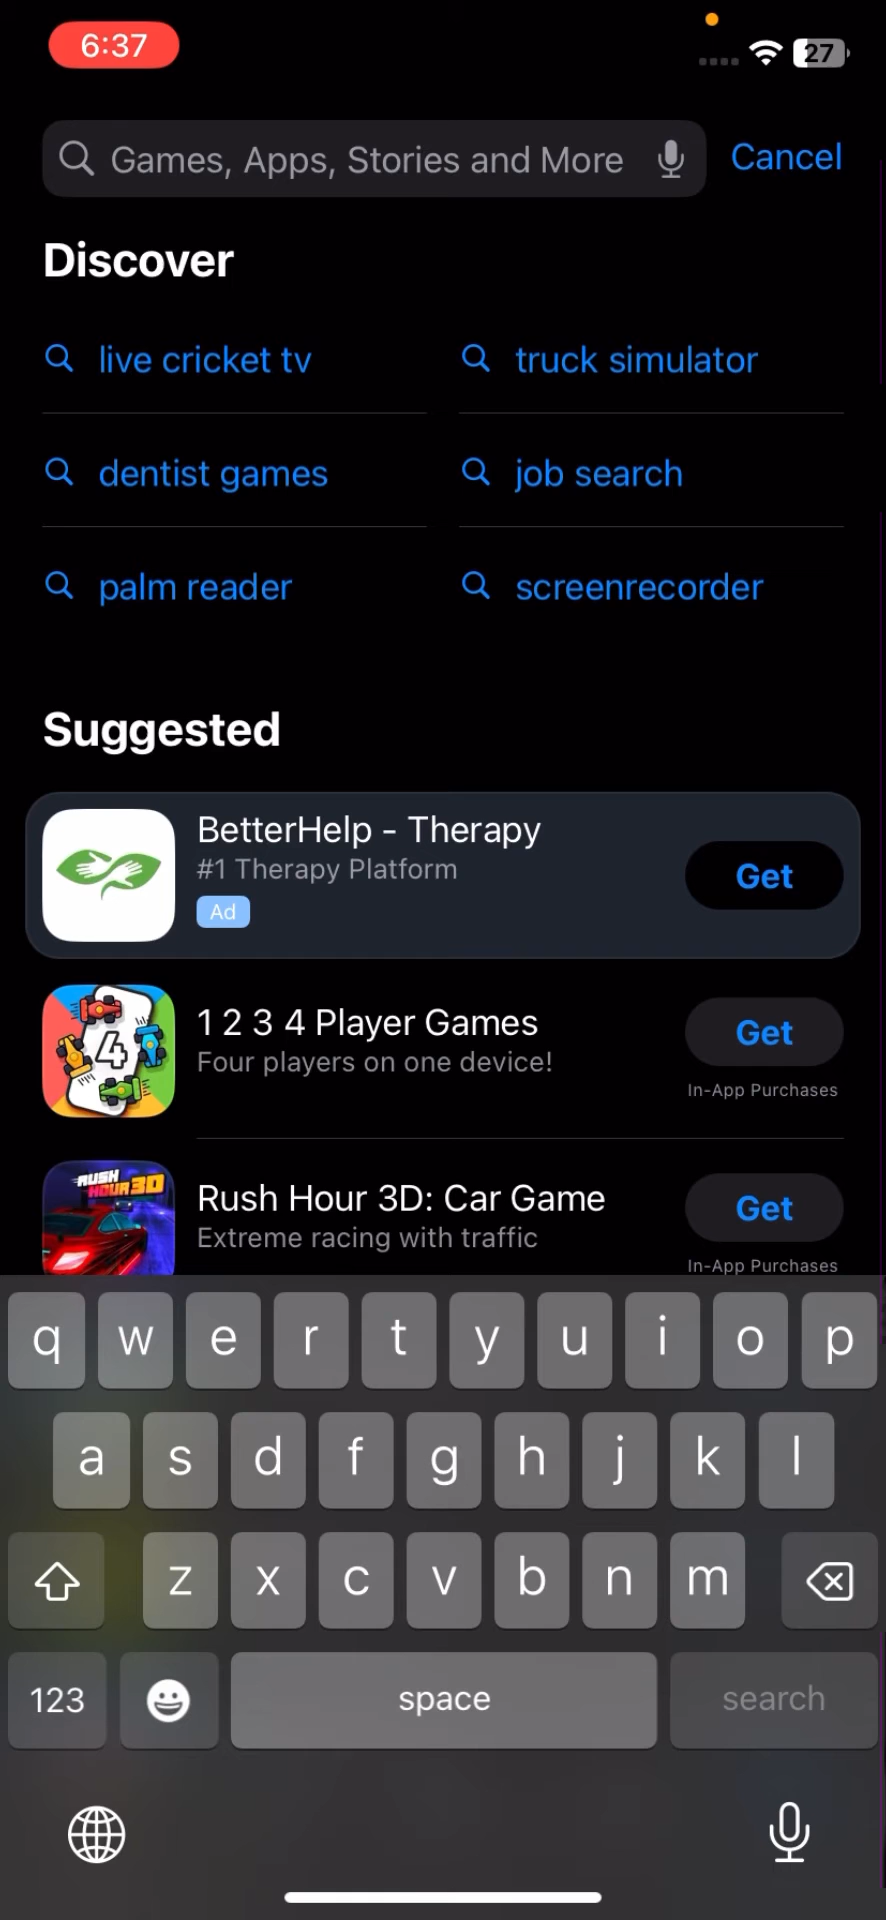 6:37
27
Games, Apps, Stories and More
Cancel
Discover
live cricket tv
truck simulator
dentist games
job search
palm reader
screenrecorder
Suggested
BetterHelp - Therapy
#1 Therapy Platform
Ad
Get
4
1 2 3 4 Player Games
Four players on one device!
Get
In-App Purchases
RUSH
HOUR 3D
Rush Hour 3D: Car Game
Extreme racing with traffic
Get
In-App Purchases
q w e r t y u i o p
a s d f g h j k l
z x c v b n m
123
space
search